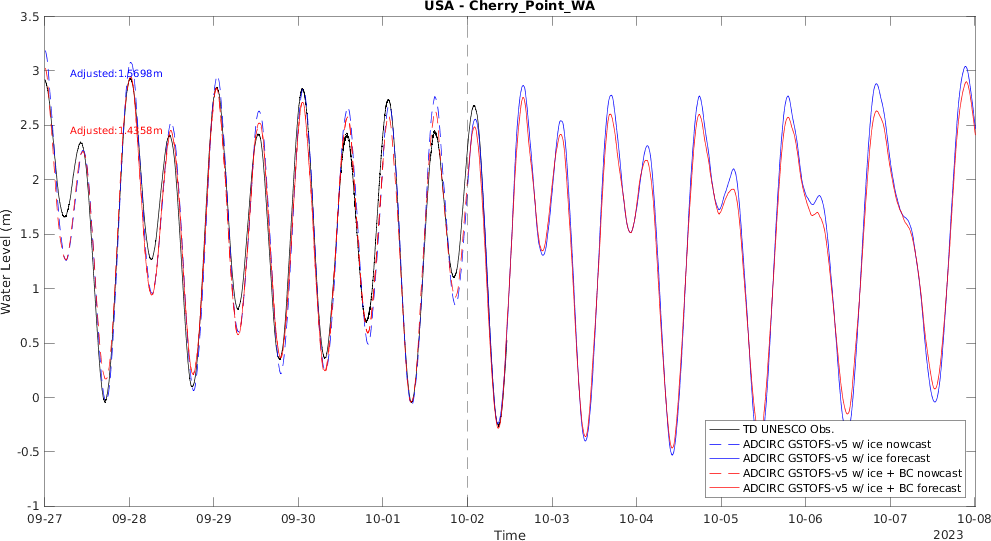 USA - Cherry_Point_WA
3.5
3
2.5
2
1.5
1
0.5
0
-0.5
-1
Water Level (m)
Adjusted:1.5698m
Adjusted:1.4358m
TD UNESCO Obs.
ADCIRC GSTOFS-v5 w/ ice nowcast
ADCIRC GSTOFS-v5 w/ ice forecast
ADCIRC GSTOFS-v5 w/ ice + BC nowcast
ADCIRC GSTOFS-v5 w/ ice + BC forecast
09-27 09-28 09-29 09-30 10-01 10-02 10-03 10-04 10-05 10-06 10-07 10-08
Time
2023